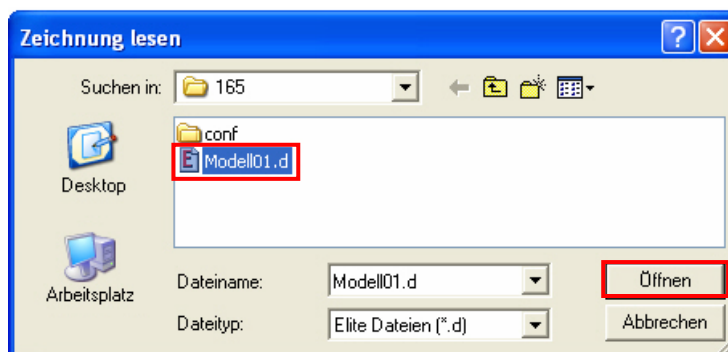 Zeichnung lesen
Suchen in: 165
conf
Modell01.d
Desktop
Arbeitsplatz
Dateiname: Modell01.d Öffnen
Dateityp: Elite Dateien (*.d) Abbrechen